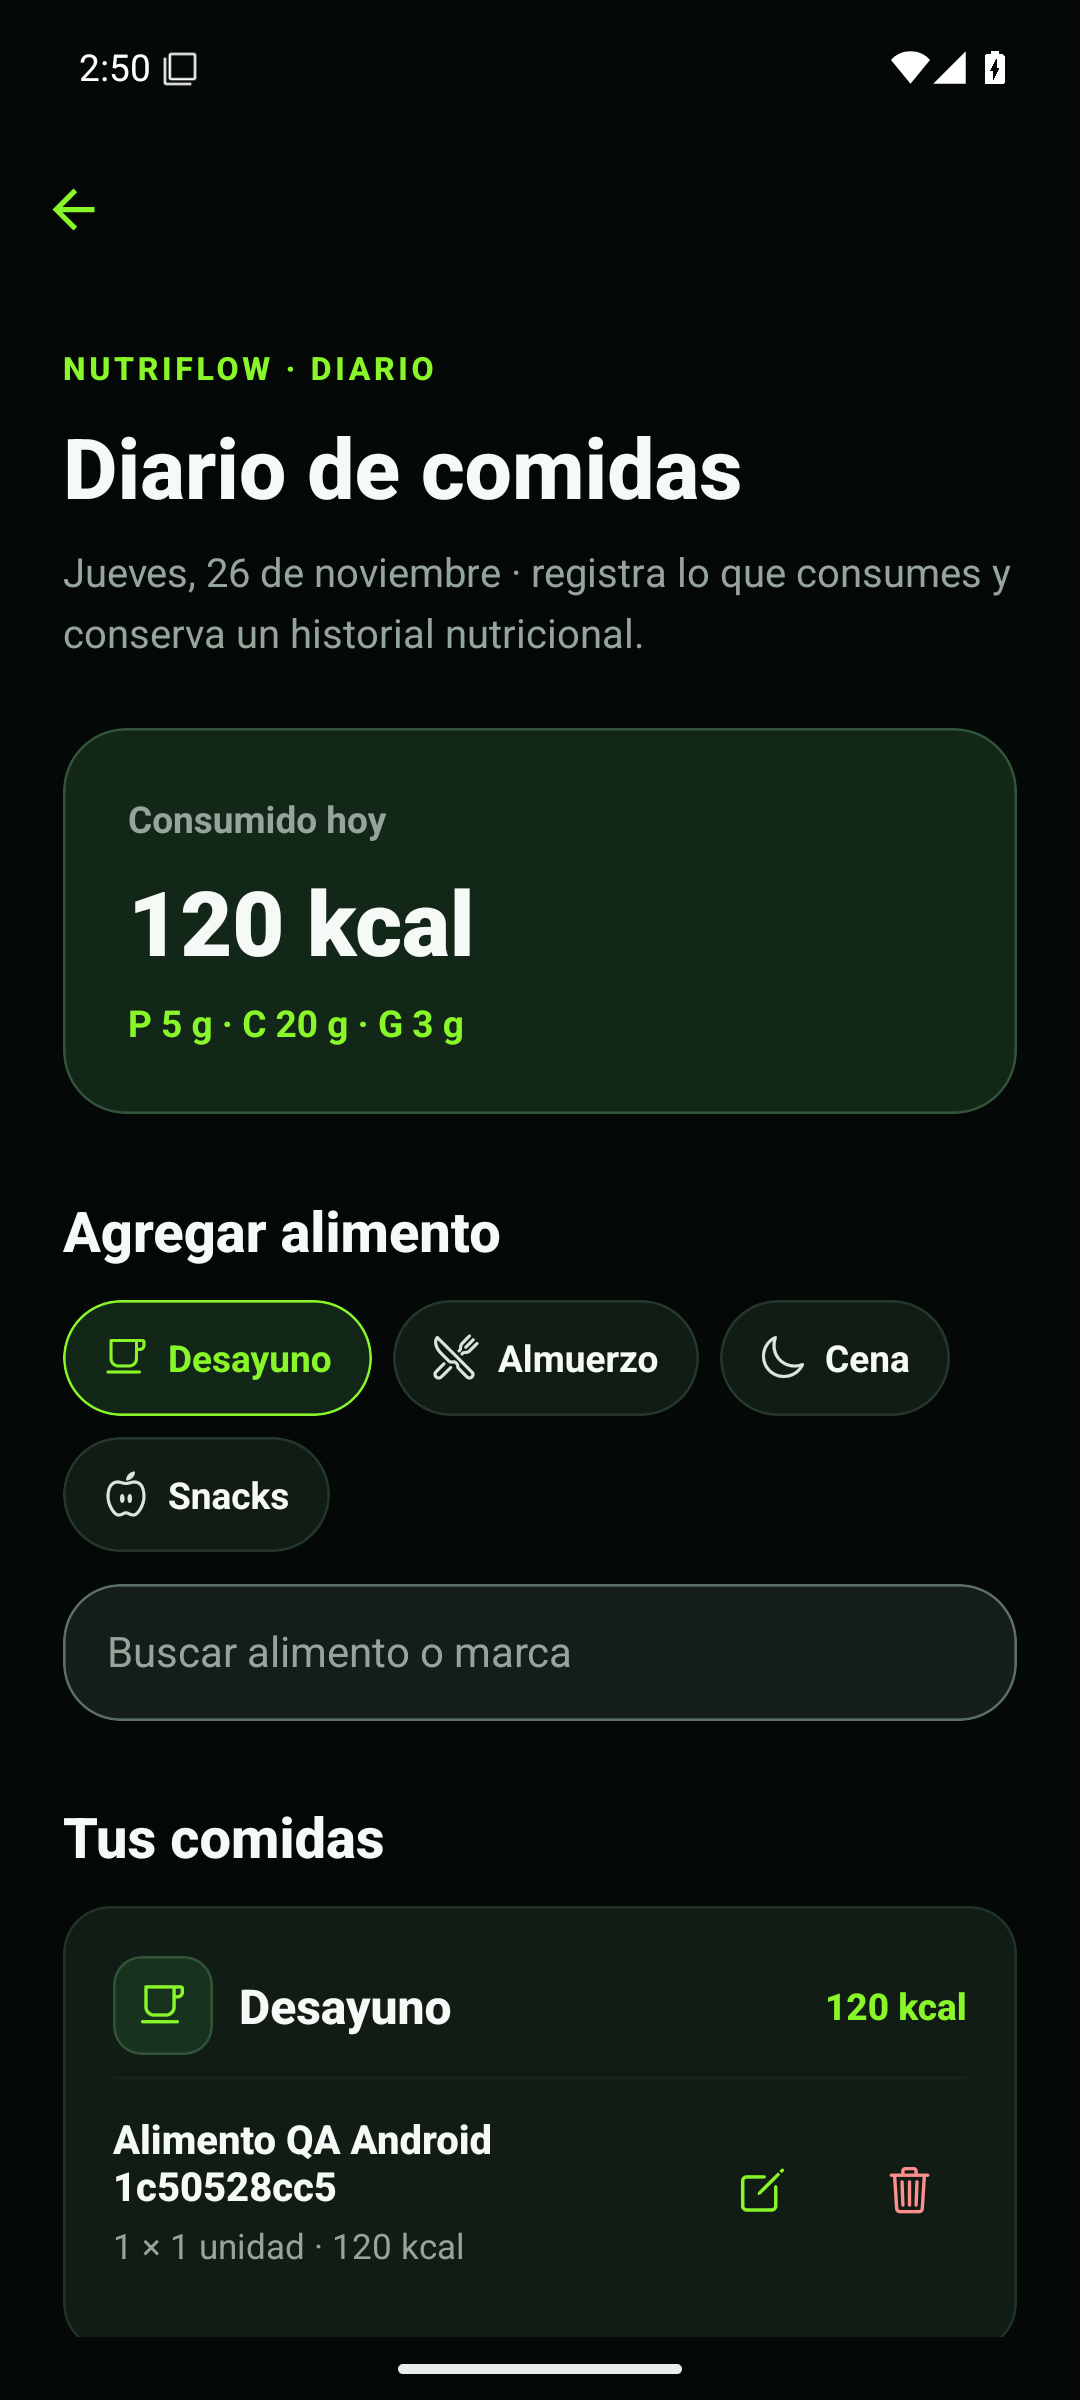 2:50
NUTRIFLOW · DIARIO
Diario de comidas
Jueves, 26 de noviembre · registra lo que consumes y
conserva un historial nutricional.
Consumido hoy
120 kcal
P 5 g · C 20 g · G 3 g
Agregar alimento
Desayuno
Almuerzo
Cena
Snacks
Buscar alimento o marca
Tus comidas
Desayuno
120 kcal
Alimento QA Android
1c50528cc5
1 × 1 unidad · 120 kcal